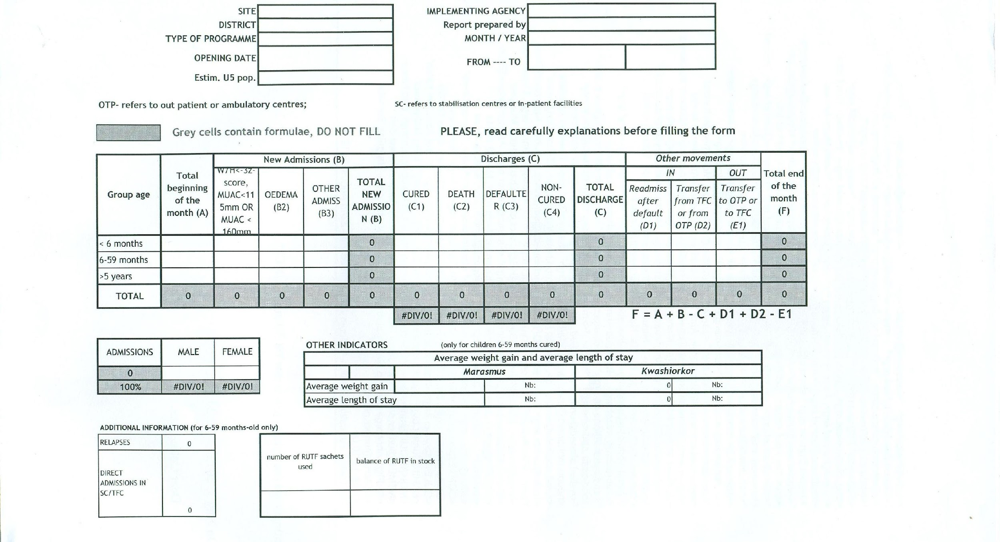 SITE
DISTRICT
TYPE OF PROGRAMME
OPENING DATE
Estim. U5 pop.
IMPLEMENTING AGENCY
Report prepared by
MONTH / YEAR
FROM ---- TO
OTP- refers to out patient or ambulatory centres;
SC- refers to stabilisation centres or in-patient facilities
Grey cells contain formulae, DO NOT FILL
PLEASE, read carefully explanations before filling the form
Group age
Total
beginning
of the
month (A)
New Admissions (B)
W/H<-3Z-
score,
MUAC<11
5mm OR
MUAC <
160mm
OEDEMA
(B2)
OTHER
ADMISS
(B3)
TOTAL
NEW
ADMISSIO
N (B)
Discharges (C)
CURED
(C1)
DEATH
(C2)
DEFAULTE
R (C3)
NON-
CURED
(C4)
TOTAL
DISCHARGE
(C)
Other movements
IN
OUT
Readmiss
after
default
(D1)
Transfer
from TFC
or from
OTP (D2)
Transfer
to OTP or
to TFC
(E1)
Total end
of the
month
(F)
< 6 months 0 0 0
6-59 months 0 0 0
>5 years 0 0 0
TOTAL 0 0 0 0 0 0 0 0 0 0 0 0 0 0
#DIV/0! #DIV/0! #DIV/0! #DIV/0!
F = A + B - C + D1 + D2 - E1
ADMISSIONS MALE FEMALE
0
100% #DIV/0! #DIV/0!
OTHER INDICATORS (only for children 6-59 months cured)
Average weight gain and average length of stay
Marasmus Kwashiorkor
Average weight gain Nb: 0 Nb:
Average length of stay Nb: 0 Nb:
ADDITIONAL INFORMATION (for 6-59 months-old only)
RELAPSES 0
DIRECT
ADMISSIONS IN
SC/TFC
0
number of RUTF sachets
used
balance of RUTF in stock